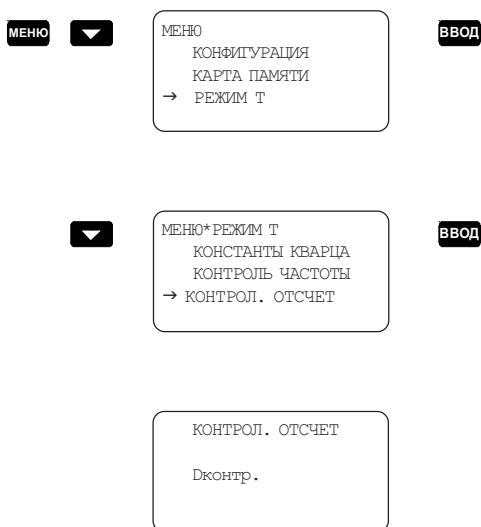 МЕНЮ
МЕНЮ
КОНФИГУРАЦИЯ
КАРТА ПАМЯТИ
→ РЕЖИМ Т
ВВОД
МЕНЮ*РЕЖИМ Т
КОНСТАНТЫ КВАРЦА
КОНТРОЛЬ ЧАСТОТЫ
→ КОНТРОЛ. ОТСЧЕТ
ВВОД
КОНТРОЛ. ОТСЧЕТ
Dконтр.